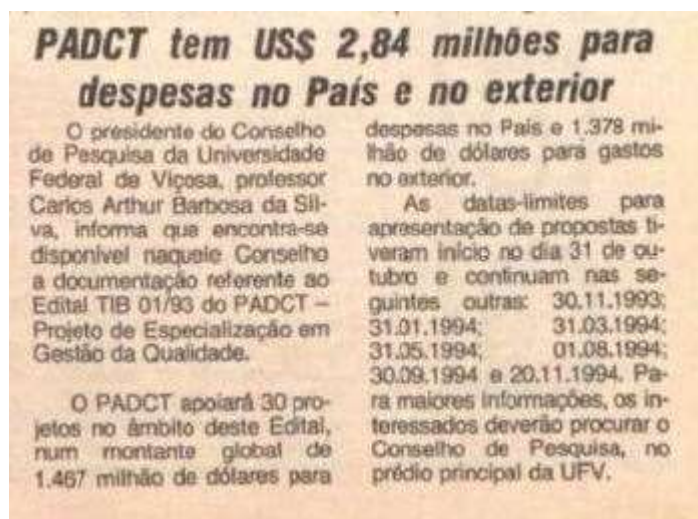 PADCT tem US$ 2,84 milhões para
despesas no País e no exterior
O presidente do Conselho
de Pesquisa da Universidade
Federal de Viçosa, professor
Carlos Arthur Barbosa da Sil-
va, informa que encontra-se
disponível naquele Conselho
a documentação referente ao
Edital TIB 01/93 do PADCT –
Projeto de Especialização em
Gestão da Qualidade.
O PADCT apoiará 30 pro-
jetos no âmbito deste Edital,
num montante global de
1.467 milhão de dólares para
despesas no País e 1.378 mi-
lhão de dólares para gastos
no exterior.
As datas-limites para
apresentação de propostas ti-
veram início no dia 31 de ou-
tubro e continuam nas se-
guintes outras: 30.11.1993;
31.01.1994; 31.03.1994;
31.05.1994; 01.08.1994;
30.09.1994 e 20.11.1994. Pa-
ra maiores informações, os in-
teressados deverão procurar o
Conselho de Pesquisa, no
prédio principal da UFV.